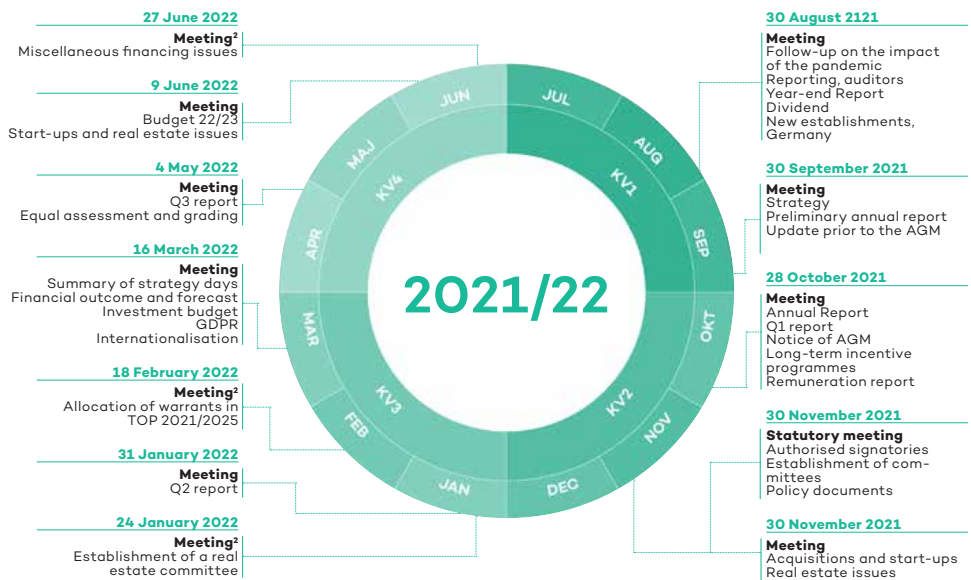 27 June 2022
Meeting²
Miscellaneous financing issues
9 June 2022
Meeting
Budget 22/23
Start-ups and real estate issues
4 May 2022
Meeting
Q3 report
Equal assessment and grading
16 March 2022
Meeting
Summary of strategy days
Financial outcome and forecast
Investment budget
GDPR
Internationalisation
18 February 2022
Meeting²
Allocation of warrants in
TOP 2021/2025
31 January 2022
Meeting
Q2 report
24 January 2022
Meeting²
Establishment of a real
estate committee
JUN
JUL
MAJ
AUG
KV4
KV1
APR
SEP
2021/22
MAR
OKT
KV3
KV2
FEB
NOV
JAN
DEC
30 August 2121
Meeting
Follow-up on the impact
of the pandemic
Reporting, auditors
Year-end Report
Dividend
New establishments,
Germany
30 September 2021
Meeting
Strategy
Preliminary annual report
Update prior to the AGM
28 October 2021
Meeting
Annual Report
Q1 report
Notice of AGM
Long-term incentive
programmes
Remuneration report
30 November 2021
Statutory meeting
Authorised signatories
Establishment of com-
mittees
Policy documents
30 November 2021
Meeting
Acquisitions and start-ups
Real estate issues